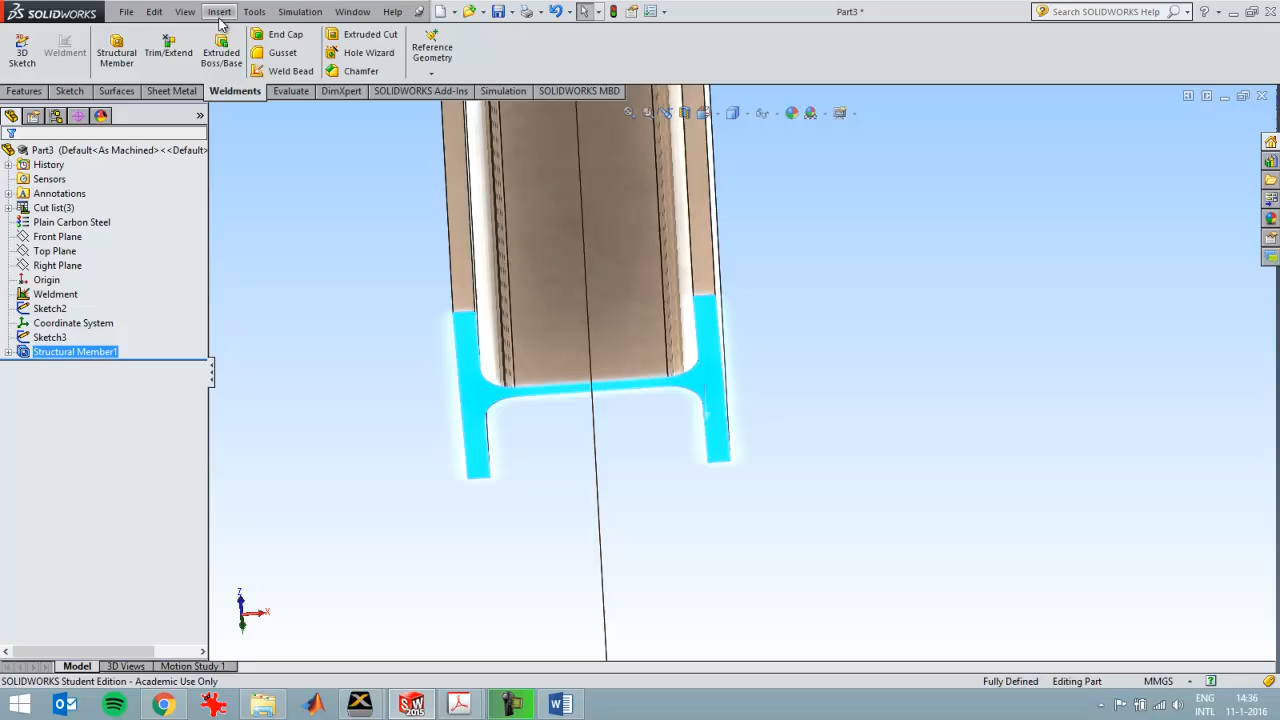 SOLIDWORKS File Edit View Insert Tools Simulation Window Help Part3 * Search SOLIDWORKS Help
3D Sketch Weldment Structural Member Trim/Extend Extruded Boss/Base End Cap Gusset Weld Bead Extruded Cut Hole Wizard Chamfer Reference Geometry
Features Sketch Surfaces Sheet Metal Weldments Evaluate DimXpert SOLIDWORKS Add-Ins Simulation SOLIDWORKS MBD
Part3 (Default<As Machined><<Default>
History
Sensors
Annotations
Cut list(3)
Plain Carbon Steel
Front Plane
Top Plane
Right Plane
Origin
Weldment
Sketch2
Coordinate System
Sketch3
Structural Member1
Z
X
Model 3D Views Motion Study 1
SOLIDWORKS Student Edition - Academic Use Only Fully Defined Editing Part MMGS
SW 2015
ENG 14:36
INTL 11-1-2016